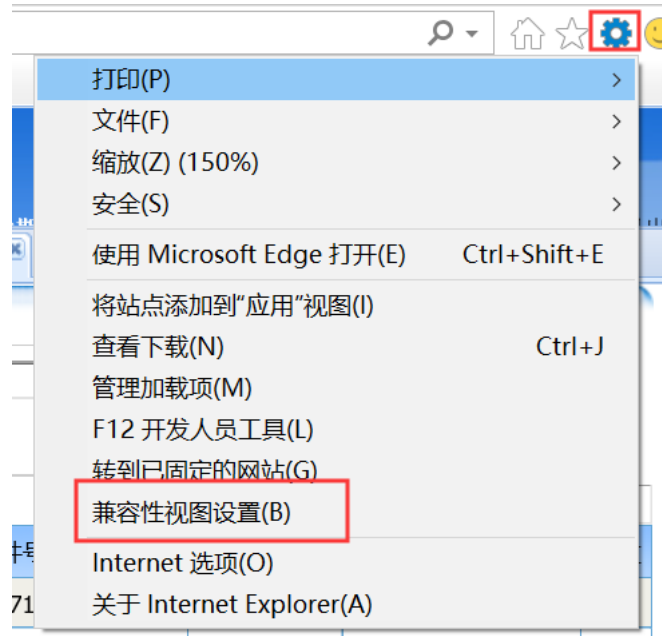 打印(P)
文件(F)
缩放(Z) (150%)
安全(S)
使用 Microsoft Edge 打开(E) Ctrl+Shift+E
将站点添加到“应用”视图(I)
查看下载(N) Ctrl+J
管理加载项(M)
F12 开发人员工具(L)
转到已固定的网站(G)
兼容性视图设置(B)
Internet 选项(O)
关于 Internet Explorer(A)
71